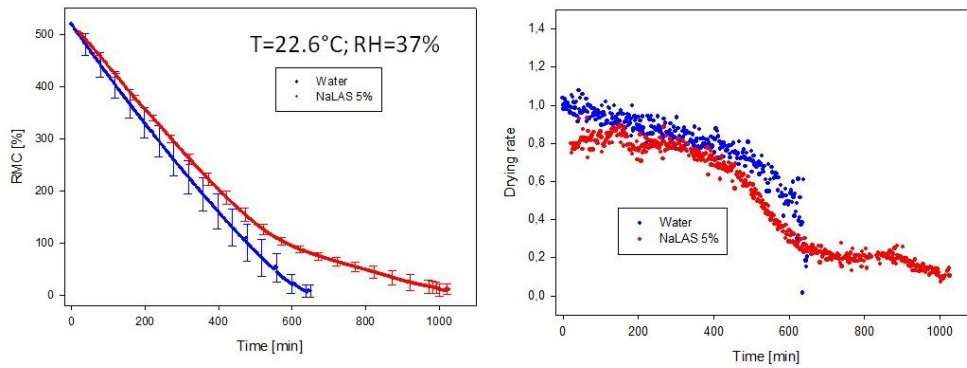 T=22.6°C; RH=37%
Water
NaLAS 5%
RMC [%]
500
400
300
200
100
0
0 200 400 600 800 1000
Time [min]
1,4
1,2
1,0
0,8
0,6
0,4
0,2
0,0
Drying rate
Water
NaLAS 5%
0 200 400 600 800 1000
Time [min]